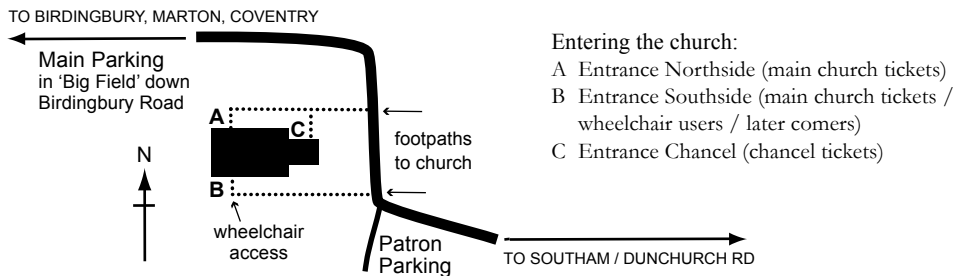 TO BIRDINGBURY, MARTON, COVENTRY
Main Parking
in ‘Big Field’ down
Birdingbury Road
A
C
B
N
footpaths
to church
wheelchair
access
Patron
Parking
TO SOUTHAM / DUNCHURCH RD
Entering the church:
A Entrance Northside (main church tickets)
B Entrance Southside (main church tickets /
wheelchair users / later comers)
C Entrance Chancel (chancel tickets)